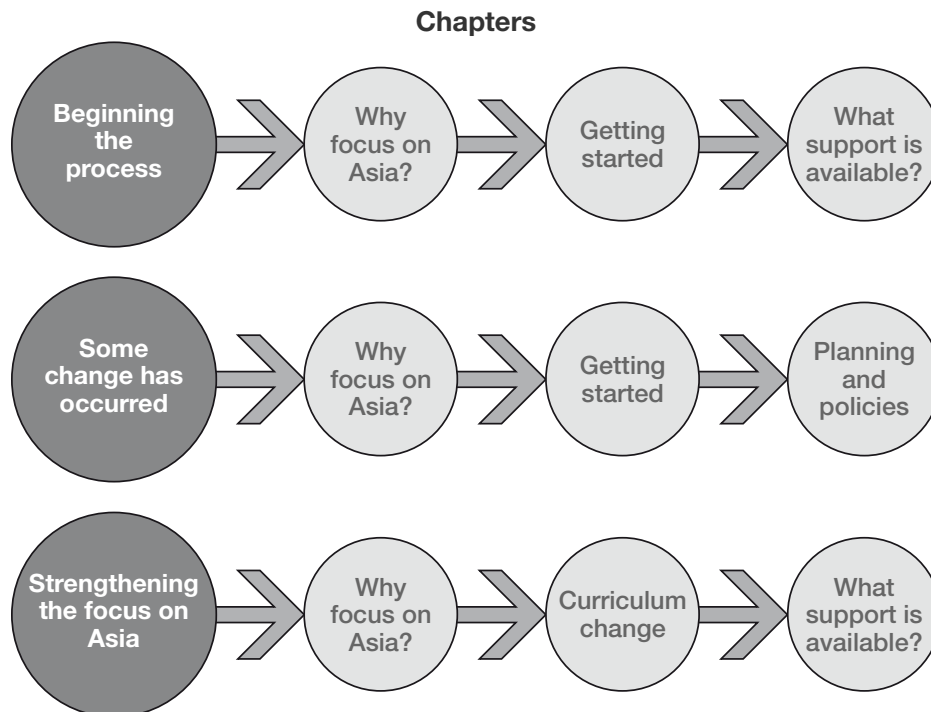 Chapters
Beginning
the
process
Why
focus on
Asia?
Getting
started
What
support is
available?
Some
change has
occurred
Why
focus on
Asia?
Getting
started
Planning
and
policies
Strengthening
the focus on
Asia
Why
focus on
Asia?
Curriculum
change
What
support is
available?